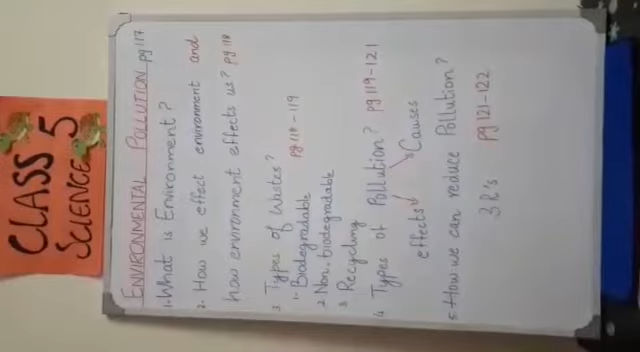 CLASS 5
SCIENCE
ENVIRONMENTAL POLLUTION pg 117
1. What is Environment?
2. How we effect environment and
how environment effects us? pg 118
3 Types of Wastes?
1. Biodegradable pg 118-119
2 Non.biodegradable
3 Recycling
4 Types of Pollution? pg 119-121
effects Causes
5. How we can reduce Pollution?
3 R's pg 121-122